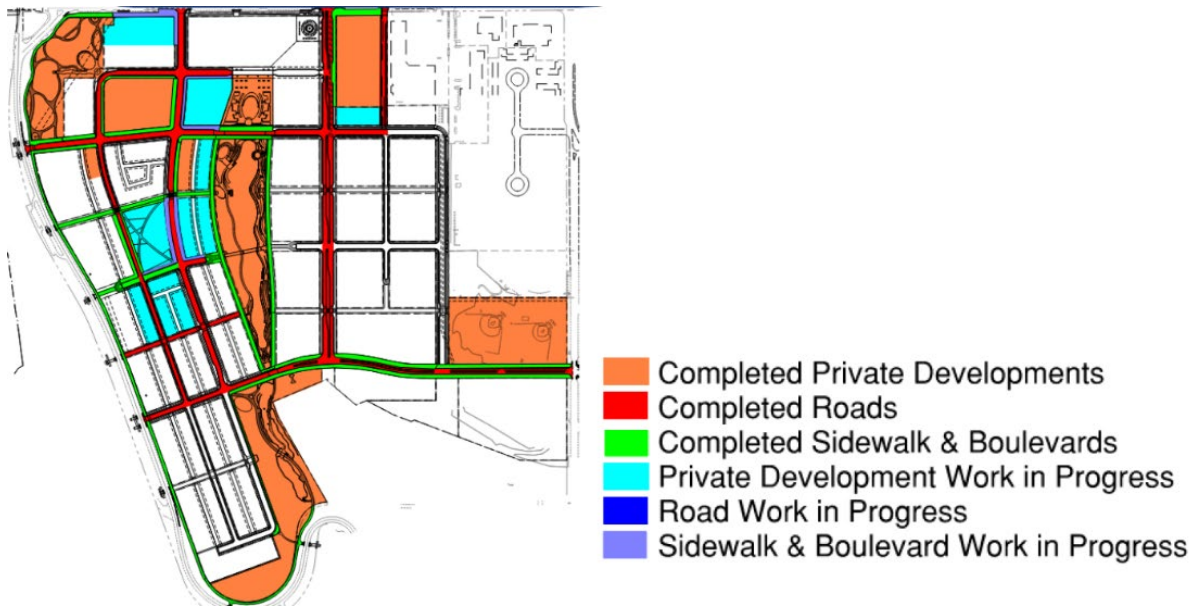 Completed Private Developments
Completed Roads
Completed Sidewalk & Boulevards
Private Development Work in Progress
Road Work in Progress
Sidewalk & Boulevard Work in Progress